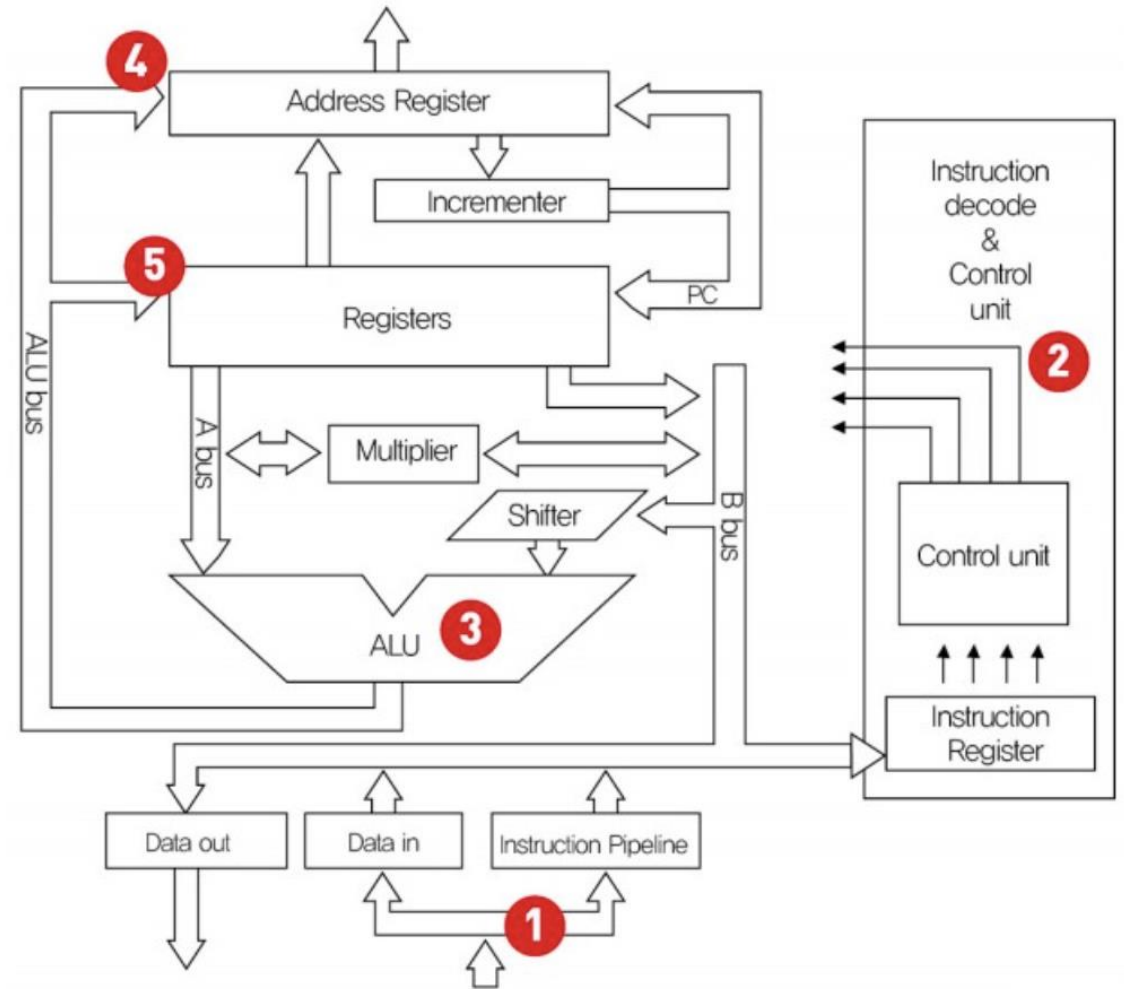 4
Address Register
Incrementer
5
Registers
PC
ALU bus
A bus
Multiplier
Shifter
B bus
ALU
3
Instruction
decode
&
Control
unit
2
Control unit
Instruction
Register
Data out
Data in
Instruction Pipeline
1